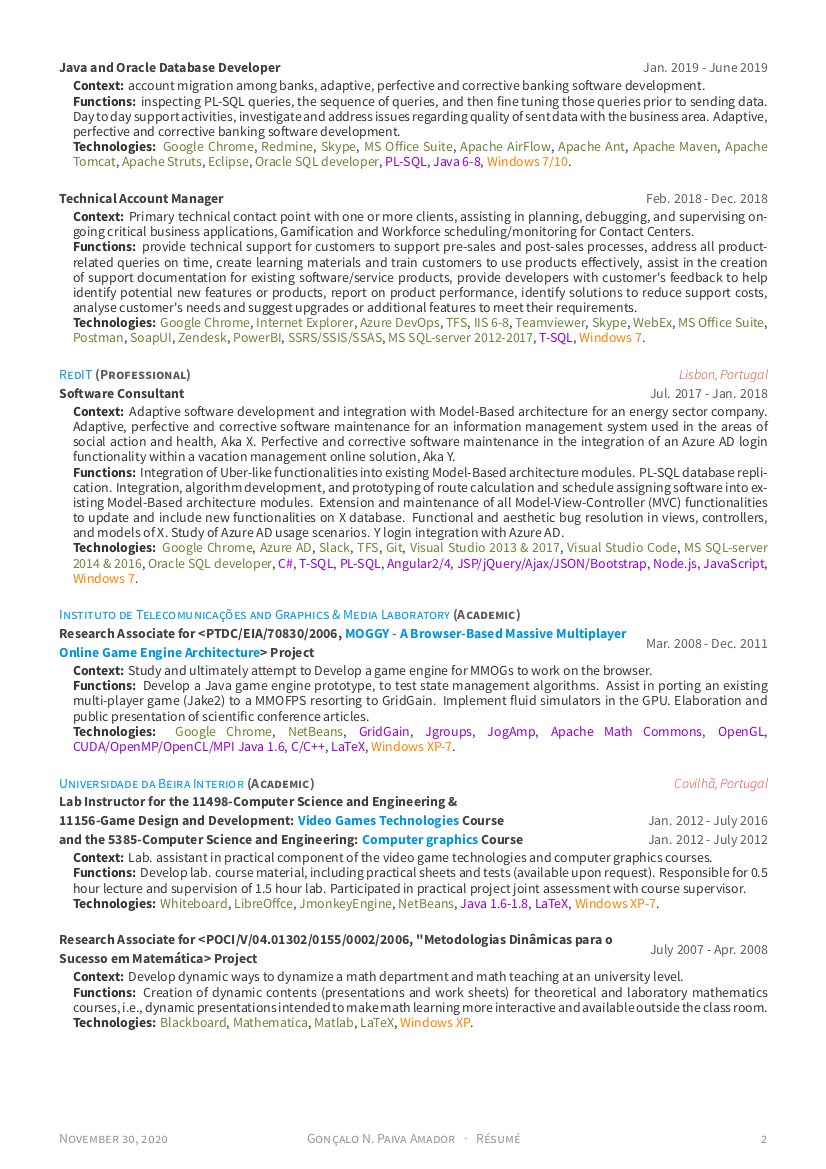 Java and Oracle Database Developer Jan. 2019 - June 2019
Context: account migration among banks, adaptive, perfective and corrective banking software development.
Functions: inspecting PL-SQL queries, the sequence of queries, and then fine tuning those queries prior to sending data.
Day to day support activities, investigate and address issues regarding quality of sent data with the business area. Adaptive,
perfective and corrective banking software development.
Technologies: Google Chrome, Redmine, Skype, MS Office Suite, Apache AirFlow, Apache Ant, Apache Maven, Apache
Tomcat, Apache Struts, Eclipse, Oracle SQL developer, PL-SQL, Java 6-8, Windows 7/10.
Technical Account Manager Feb. 2018 - Dec. 2018
Context: Primary technical contact point with one or more clients, assisting in planning, debugging, and supervising on-
going critical business applications, Gamification and Workforce scheduling/monitoring for Contact Centers.
Functions: provide technical support for customers to support pre-sales and post-sales processes, address all product-
related queries on time, create learning materials and train customers to use products effectively, assist in the creation
of support documentation for existing software/service products, provide developers with customer's feedback to help
identify potential new features or products, report on product performance, identify solutions to reduce support costs,
analyse customer's needs and suggest upgrades or additional features to meet their requirements.
Technologies: Google Chrome, Internet Explorer, Azure DevOps, TFS, IIS 6-8, Teamviewer, Skype, WebEx, MS Office Suite,
Postman, SoapUI, Zendesk, PowerBI, SSRS/SSIS/SSAS, MS SQL-server 2012-2017, T-SQL, Windows 7.
RedIT (Professional) Lisbon, Portugal
Software Consultant Jul. 2017 - Jan. 2018
Context: Adaptive software development and integration with Model-Based architecture for an energy sector company.
Adaptive, perfective and corrective software maintenance for an information management system used in the areas of
social action and health, Aka X. Perfective and corrective software maintenance in the integration of an Azure AD login
functionality within a vacation management online solution, Aka Y.
Functions: Integration of Uber-like functionalities into existing Model-Based architecture modules. PL-SQL database repli-
cation. Integration, algorithm development, and prototyping of route calculation and schedule assigning software into ex-
isting Model-Based architecture modules. Extension and maintenance of all Model-View-Controller (MVC) functionalities
to update and include new functionalities on X database. Functional and aesthetic bug resolution in views, controllers,
and models of X. Study of Azure AD usage scenarios. Y login integration with Azure AD.
Technologies: Google Chrome, Azure AD, Slack, TFS, Git, Visual Studio 2013 & 2017, Visual Studio Code, MS SQL-server
2014 & 2016, Oracle SQL developer, C#, T-SQL, PL-SQL, Angular2/4, JSP/jQuery/Ajax/JSON/Bootstrap, Node.js, JavaScript,
Windows 7.
Instituto de Telecomunicações and Graphics & Media Laboratory (Academic)
Research Associate for <PTDC/EIA/70830/2006, MOGGY - A Browser-Based Massive Multiplayer
Online Game Engine Architecture> Project Mar. 2008 - Dec. 2011
Context: Study and ultimately attempt to Develop a game engine for MMOGs to work on the browser.
Functions: Develop a Java game engine prototype, to test state management algorithms. Assist in porting an existing
multi-player game (Jake2) to a MMOFPS resorting to GridGain. Implement fluid simulators in the GPU. Elaboration and
public presentation of scientific conference articles.
Technologies: Google Chrome, NetBeans, GridGain, Jgroups, JogAmp, Apache Math Commons, OpenGL,
CUDA/OpenMP/OpenCL/MPI Java 1.6, C/C++, LaTeX, Windows XP-7.
Universidade da Beira Interior (Academic) Covilhã, Portugal
Lab Instructor for the 11498-Computer Science and Engineering &
11156-Game Design and Development: Video Games Technologies Course Jan. 2012 - July 2016
and the 5385-Computer Science and Engineering: Computer graphics Course Jan. 2012 - July 2012
Context: Lab. assistant in practical component of the video game technologies and computer graphics courses.
Functions: Develop lab. course material, including practical sheets and tests (available upon request). Responsible for 0.5
hour lecture and supervision of 1.5 hour lab. Participated in practical project joint assessment with course supervisor.
Technologies: Whiteboard, LibreOffce, JmonkeyEngine, NetBeans, Java 1.6-1.8, LaTeX, Windows XP-7.
Research Associate for <POCI/V/04.01302/0155/0002/2006, "Metodologias Dinâmicas para o
Sucesso em Matemática> Project July 2007 - Apr. 2008
Context: Develop dynamic ways to dynamize a math department and math teaching at an university level.
Functions: Creation of dynamic contents (presentations and work sheets) for theoretical and laboratory mathematics
courses, i.e., dynamic presentations intended to make math learning more interactive and available outside the class room.
Technologies: Blackboard, Mathematica, Matlab, LaTeX, Windows XP.
November 30, 2020 Gonçalo N. Paiva Amador · Résumé 2